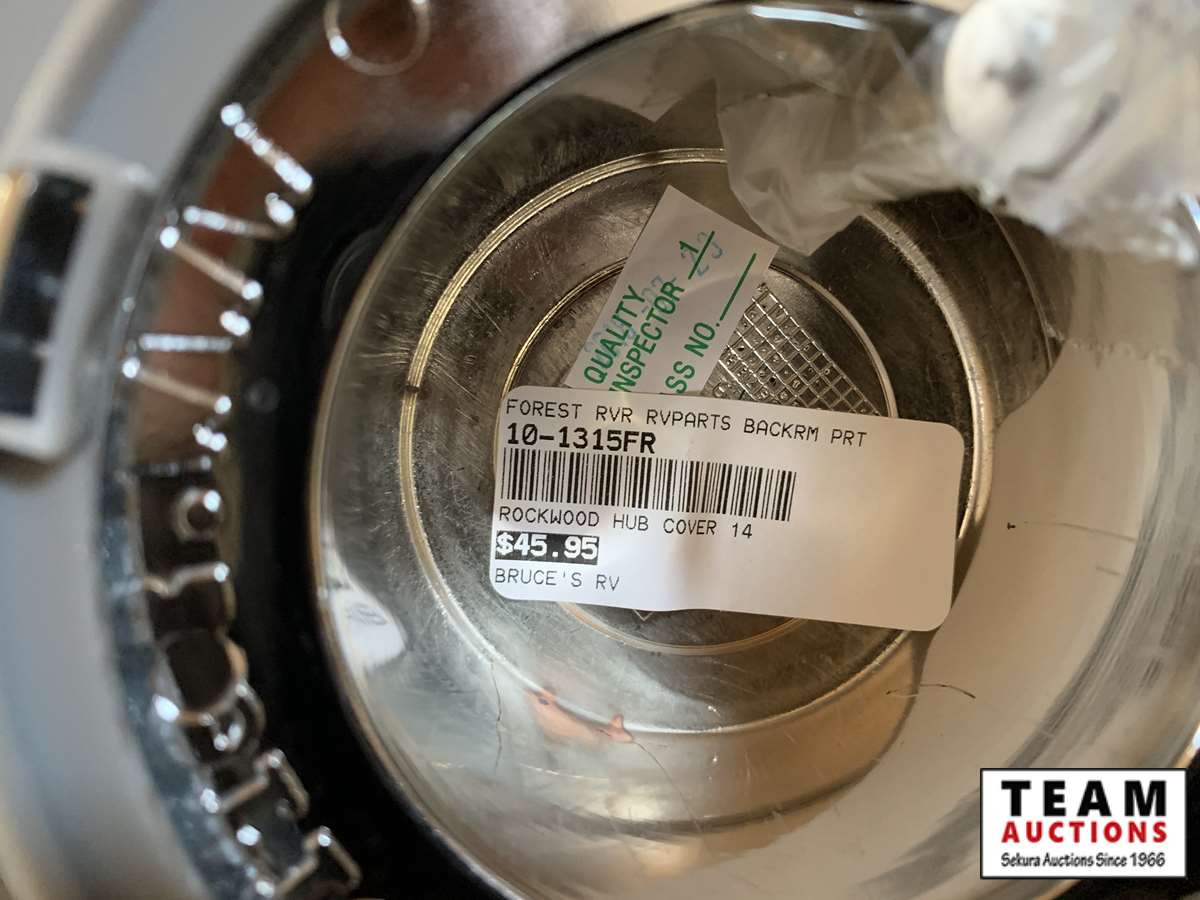 QUALITY
INSPECTOR 1
SS NO.
FOREST RVR RVPARTS BACKRM PRT
10-1315FR
ROCKWOOD HUB COVER 14
$45.95
BRUCE'S RV
TEAM
AUCTIONS
Sekura Auctions Since 1966